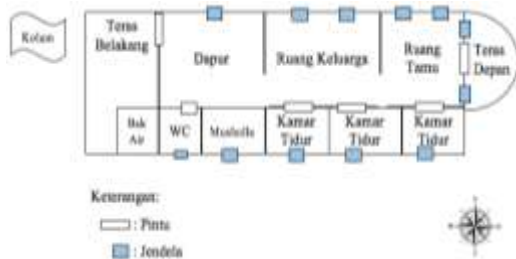 Kolam
Teras
Belakang
Dapur
Ruang Keluarga
Ruang
Tamu
Teras
Depan
Bak
Air
WC
Musholla
Kamar
Tidur
Kamar
Tidur
Kamar
Tidur
Keterangan:
: Pintu
: Jendela